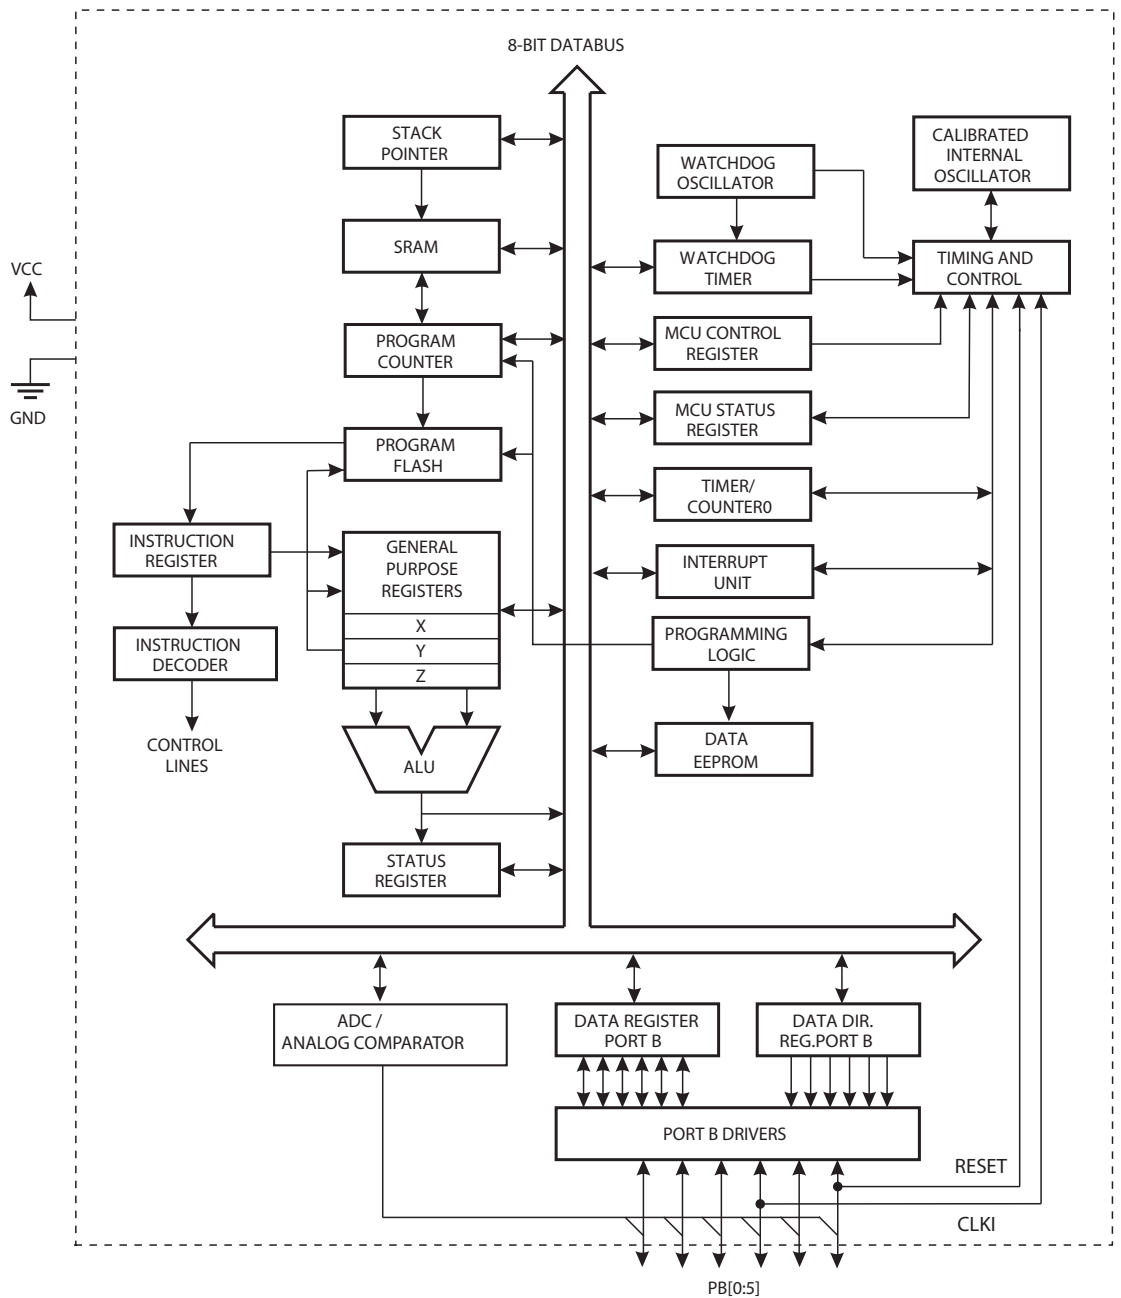 8-BIT DATABUS
STACK
POINTER
SRAM
PROGRAM
COUNTER
PROGRAM
FLASH
INSTRUCTION
REGISTER
INSTRUCTION
DECODER
CONTROL
LINES
GENERAL
PURPOSE
REGISTERS
X
Y
Z
ALU
STATUS
REGISTER
VCC
GND
WATCHDOG
OSCILLATOR
WATCHDOG
TIMER
MCU CONTROL
REGISTER
MCU STATUS
REGISTER
TIMER/
COUNTER0
INTERRUPT
UNIT
PROGRAMMING
LOGIC
DATA
EEPROM
CALIBRATED
INTERNAL
OSCILLATOR
TIMING AND
CONTROL
ADC /
ANALOG COMPARATOR
DATA REGISTER
PORT B
DATA DIR.
REG.PORT B
PORT B DRIVERS
RESET
CLKI
PB[0:5]